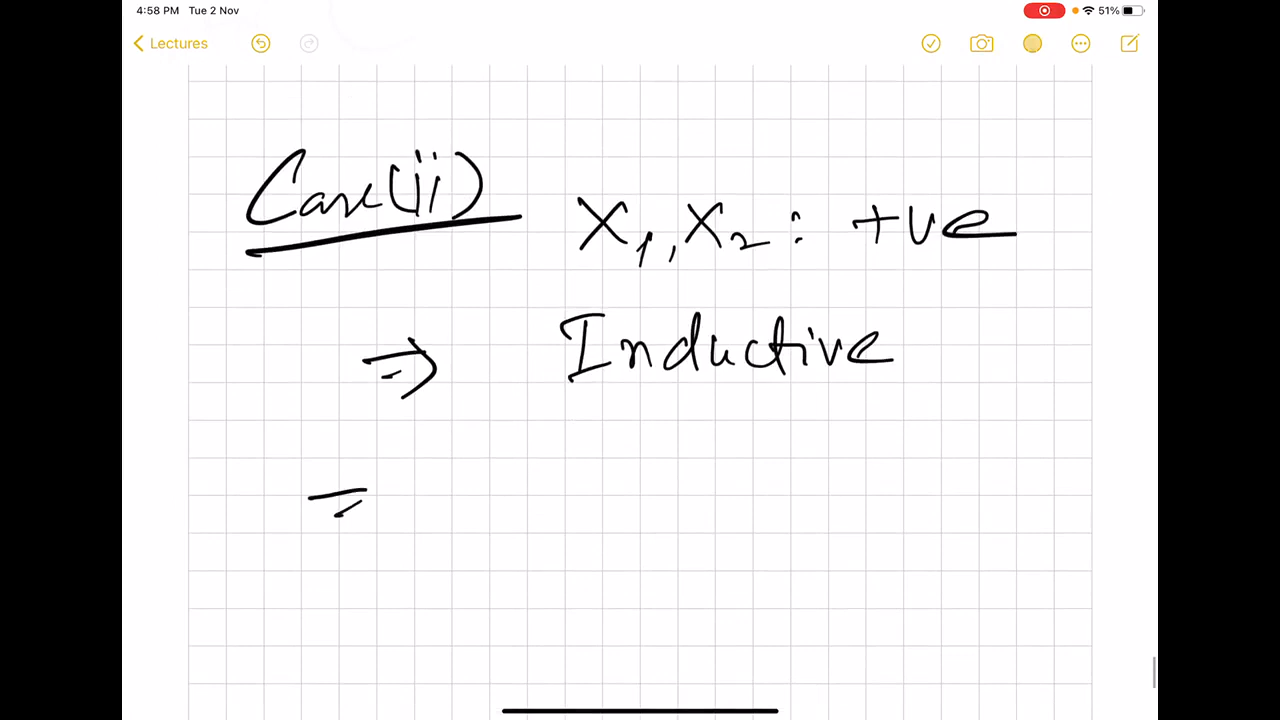 4:58 PM Tue 2 Nov 51%
Lectures
Case(ii) X₁, X₂ : +ve
⇒ Inductive
=